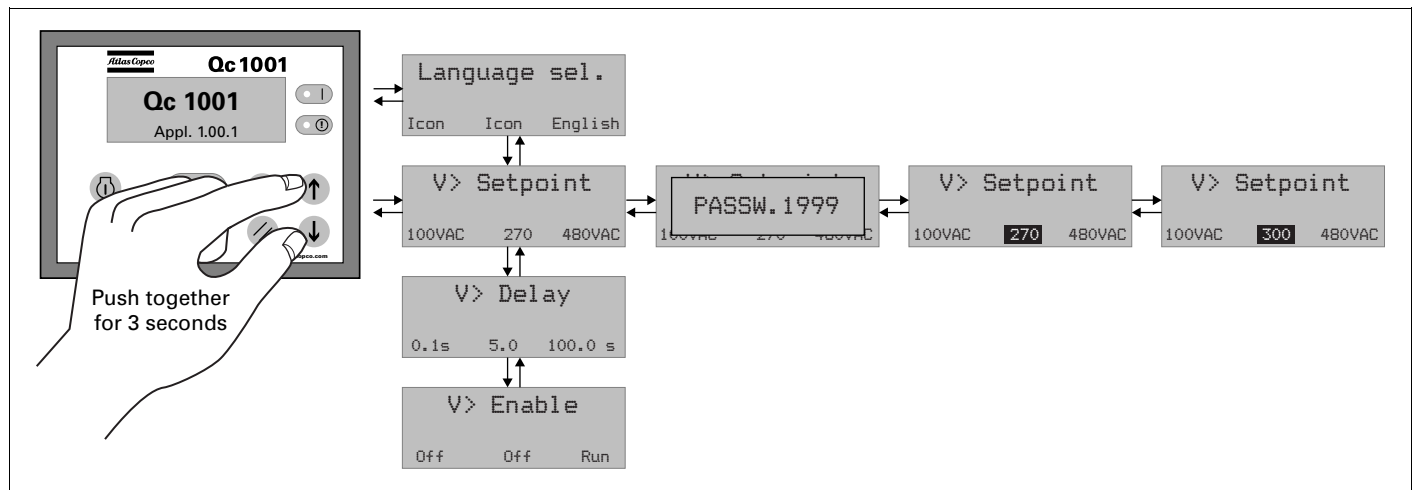 Atlas Copco
Qc 1001
Qc 1001
Appl. 1.00.1
copco.com
Push together
for 3 seconds
Language sel.
Icon Icon English
V> Setpoint
100VAC 270 480VAC
PASSW.1999
V> Setpoint
100VAC 270 480VAC
V> Setpoint
100VAC 300 480VAC
V> Delay
0.1s 5.0 100.0 s
V> Enable
Off Off Run